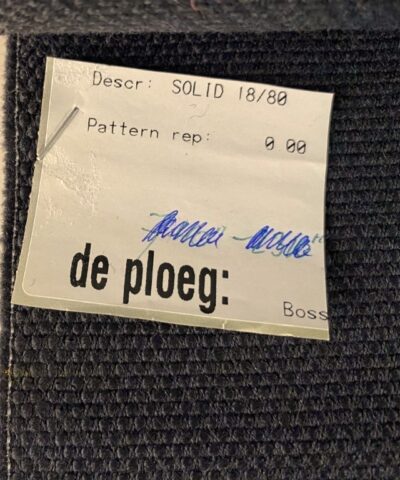 Descr: SOLID 18/80
Pattern rep: 0 00
de ploeg:
Boss